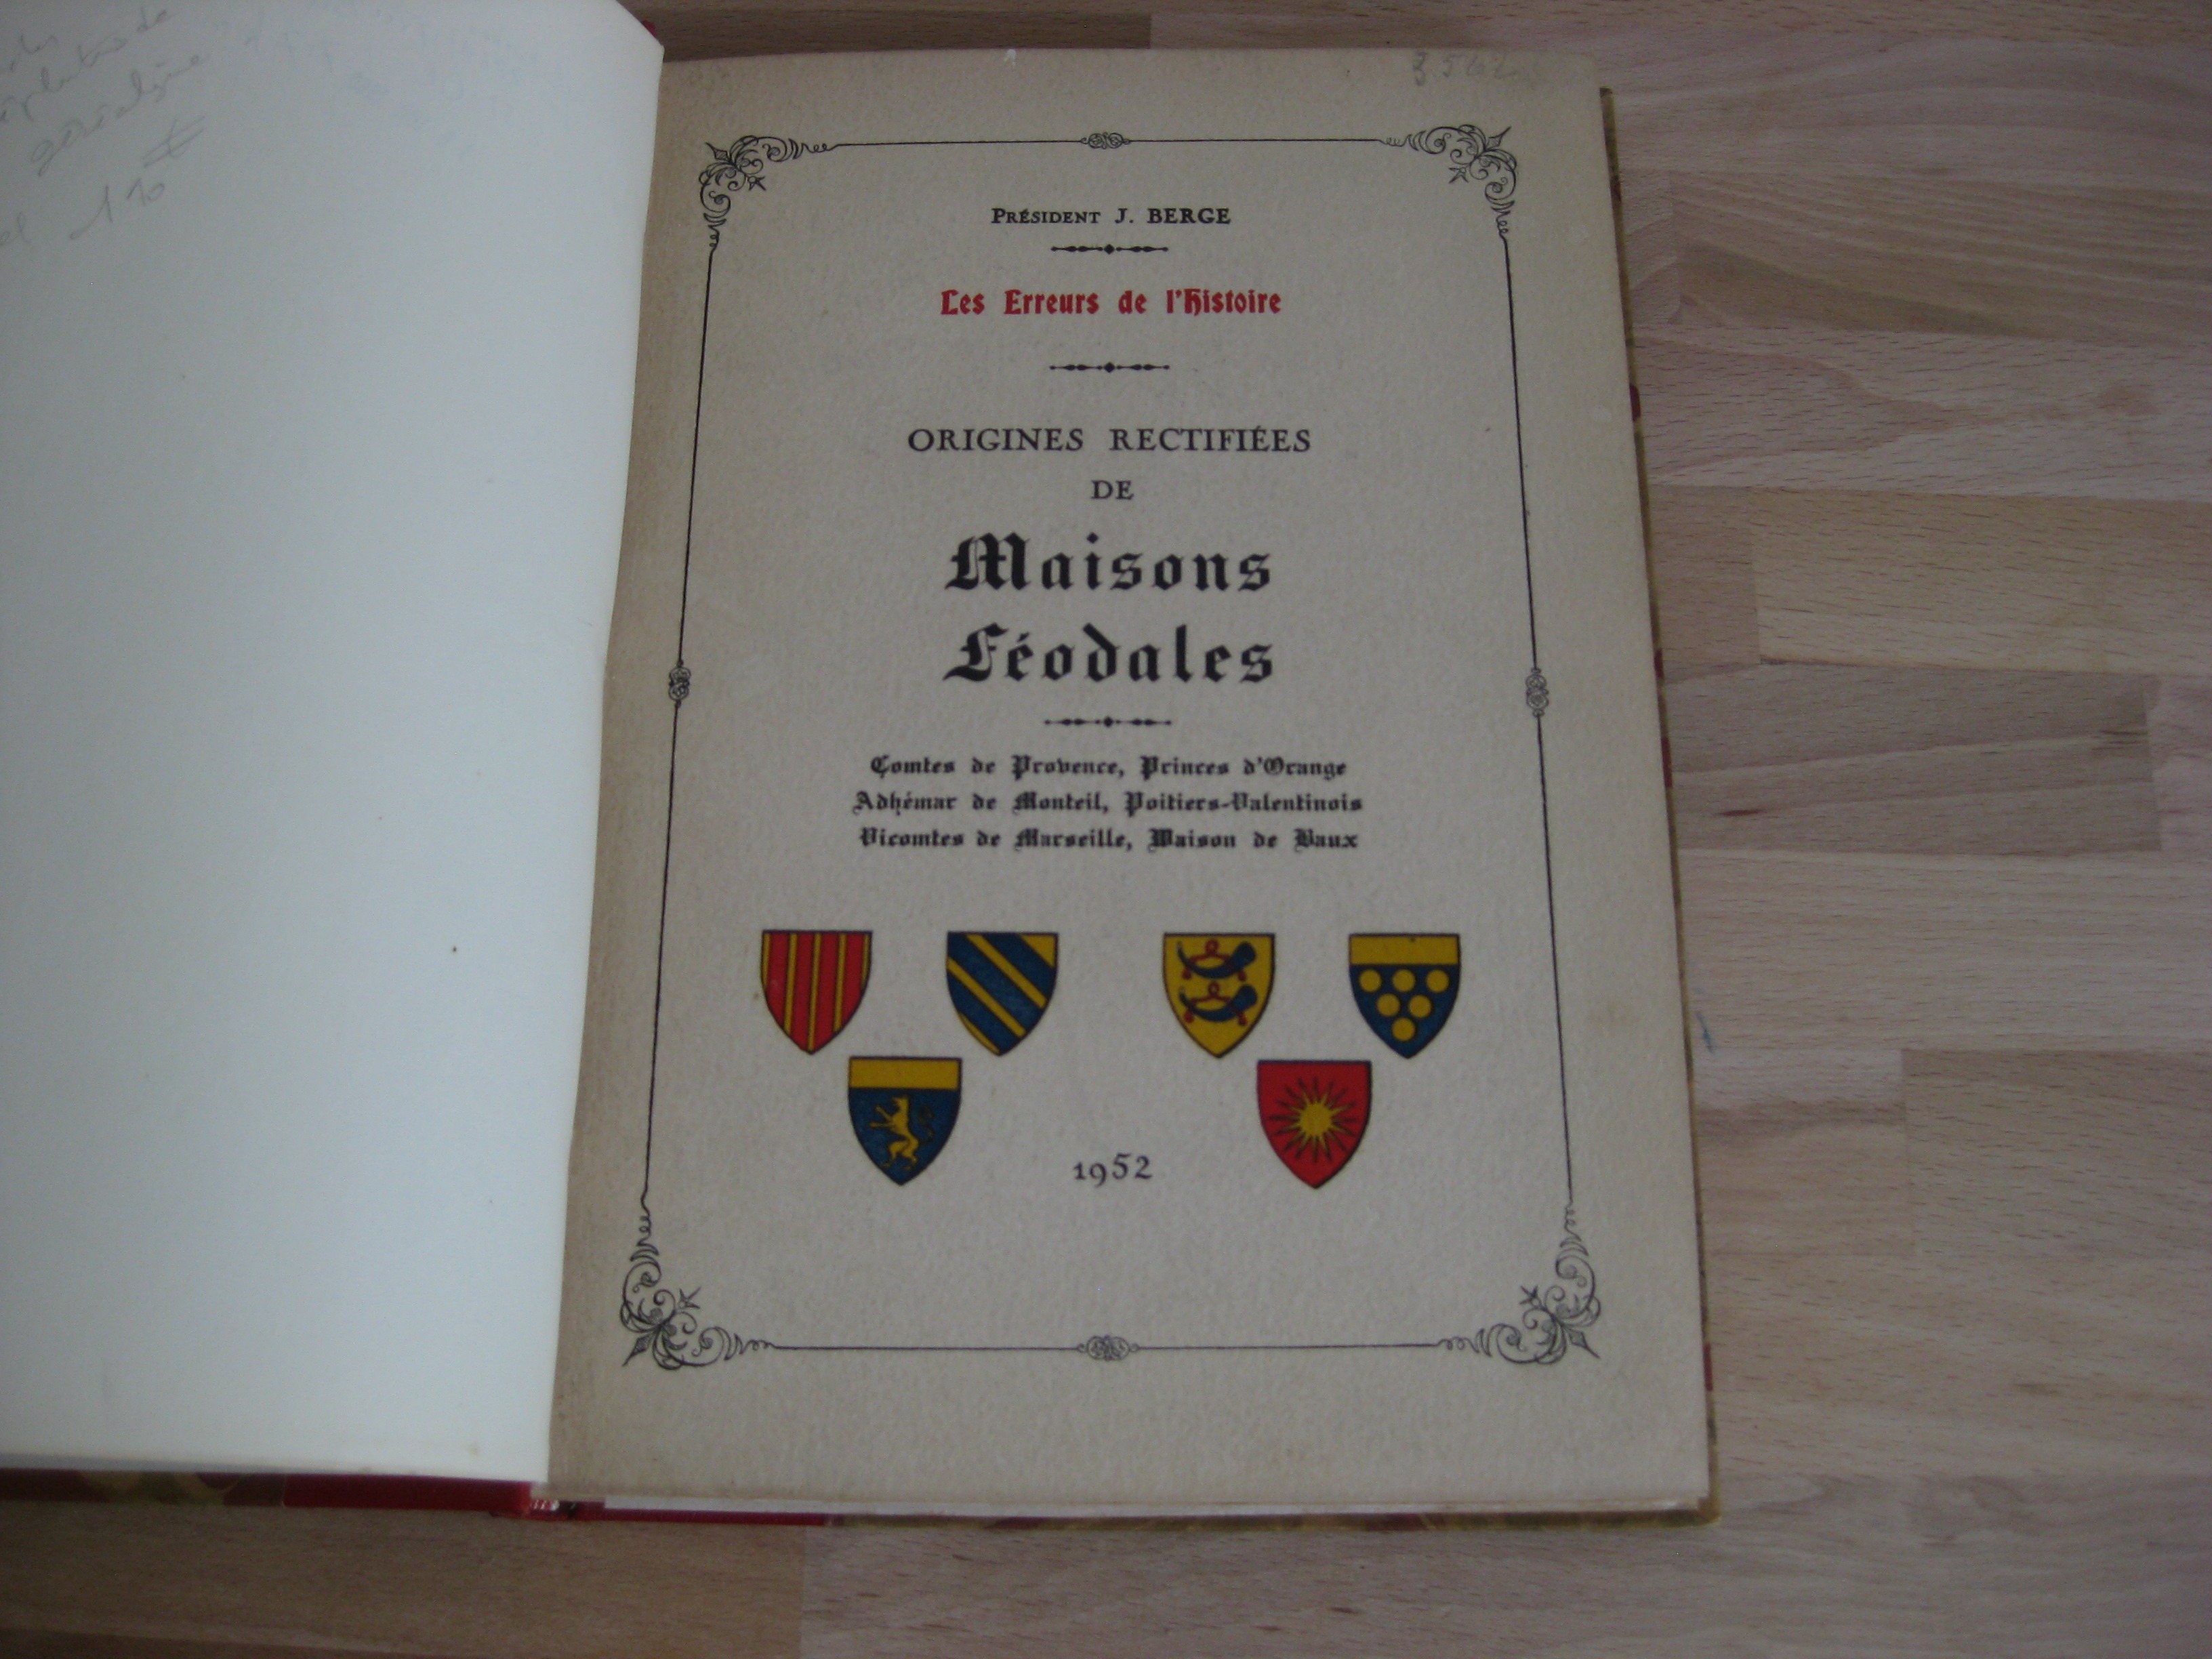 PRÉSIDENT J. BERGE
Les Erreurs de l'Histoire
ORIGINES RECTIFIÉES
DE
Maisons
Féodales
Comtes de Provence, Princes d'Orange
Adhémar de Monteil, Poitiers-Valentinois
Vicomtes de Marseille, Maison de Baux
1952